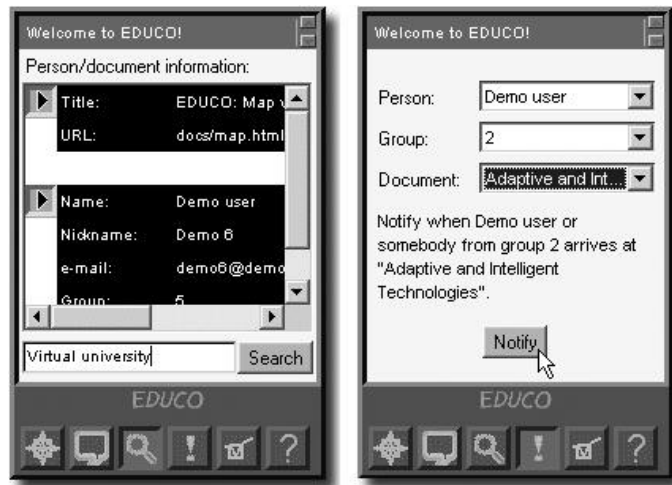 Welcome to EDUCO!
Person/document information:
Title: EDUCO: Map
URL: docs/map.html
Name: Demo user
Nickname: Demo 6
e-mail: demo6@demo
Group: 5
Virtual university
Search
EDUCO
Welcome to EDUCO!
Person: Demo user
Group: 2
Document: Adaptive and Int...
Notify when Demo user or
somebody from group 2 arrives at
"Adaptive and Intelligent
Technologies".
Notify
EDUCO
! ?
! ?